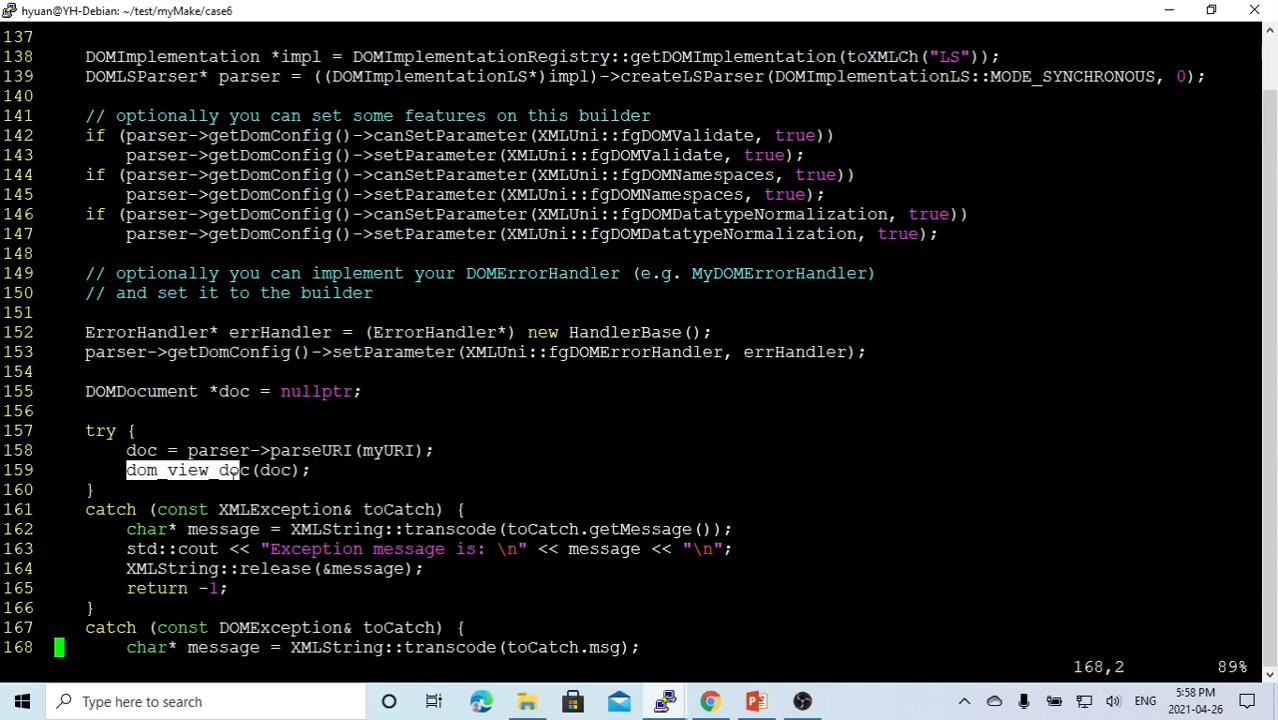 hyuan@YH-Debian: ~/test/myMake/case6
137
138     DOMImplementation *impl = DOMImplementationRegistry::getDOMImplementation(toXMLCh("LS"));
139     DOMLSParser* parser = ((DOMImplementationLS*)impl)->createLSParser(DOMImplementationLS::MODE_SYNCHRONOUS, 0);
140
141     // optionally you can set some features on this builder
142     if (parser->getDomConfig()->canSetParameter(XMLUni::fgDOMValidate, true))
143         parser->getDomConfig()->setParameter(XMLUni::fgDOMValidate, true);
144     if (parser->getDomConfig()->canSetParameter(XMLUni::fgDOMNamespaces, true))
145         parser->getDomConfig()->setParameter(XMLUni::fgDOMNamespaces, true);
146     if (parser->getDomConfig()->canSetParameter(XMLUni::fgDOMDatatypeNormalization, true))
147         parser->getDomConfig()->setParameter(XMLUni::fgDOMDatatypeNormalization, true);
148
149     // optionally you can implement your DOMErrorHandler (e.g. MyDOMErrorHandler)
150     // and set it to the builder
151
152     ErrorHandler* errHandler = (ErrorHandler*) new HandlerBase();
153     parser->getDomConfig()->setParameter(XMLUni::fgDOMErrorHandler, errHandler);
154
155     DOMDocument *doc = nullptr;
156
157     try {
158         doc = parser->parseURI(myURI);
159         dom_view_doc(doc);
160     }
161     catch (const XMLException& toCatch) {
162         char* message = XMLString::transcode(toCatch.getMessage());
163         std::cout << "Exception message is: \n" << message << "\n";
164         XMLString::release(&message);
165         return -1;
166     }
167     catch (const DOMException& toCatch) {
168         char* message = XMLString::transcode(toCatch.msg);
168,2 89%
Type here to search
ENG
5:58 PM
2021-04-26